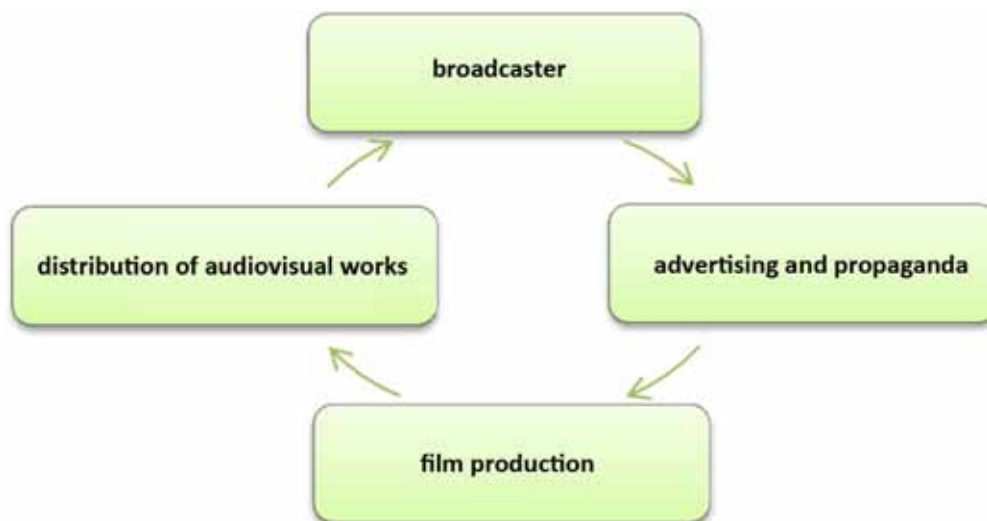 broadcaster
distribution of audiovisual works
advertising and propaganda
film production